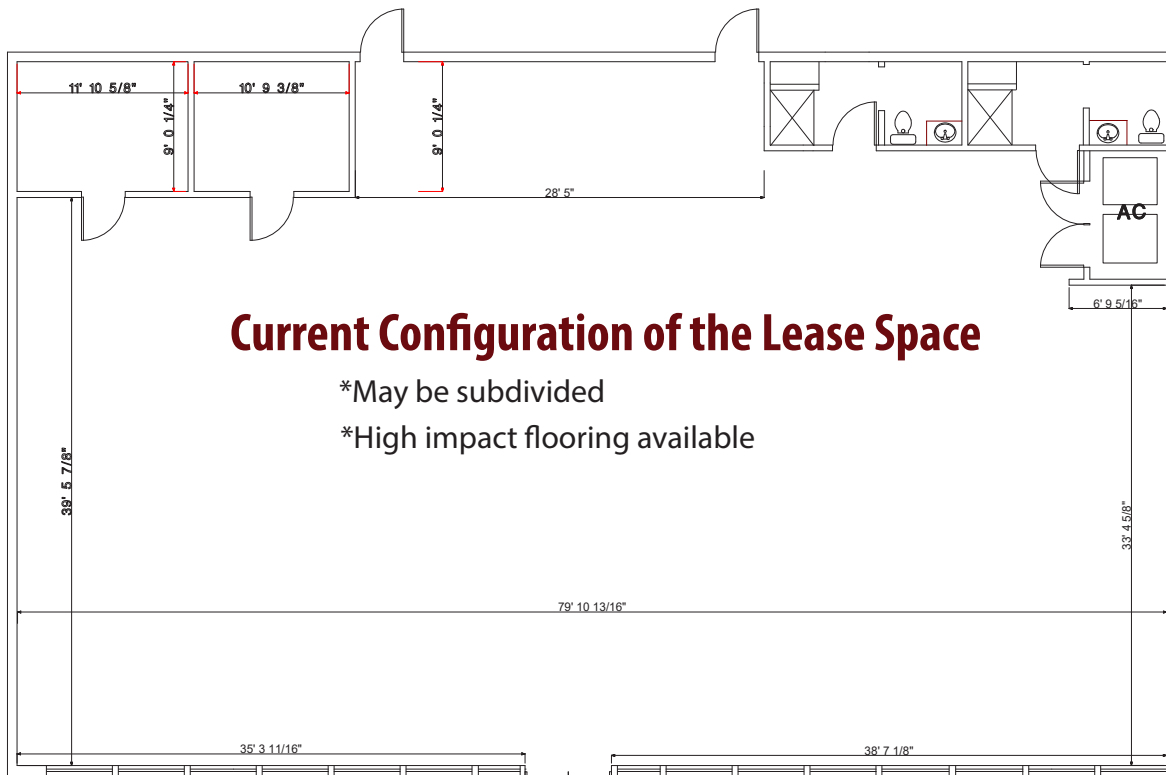 11' 10 5/8"
10' 9 3/8"
9' 0 1/4"
9' 0 1/4"
28' 5"
AC
6' 9 5/16"
Current Configuration of the Lease Space
*May be subdivided
*High impact flooring available
39' 5 7/8"
33' 4 5/8"
79' 10 13/16"
35' 3 11/16"
38' 7 1/8"